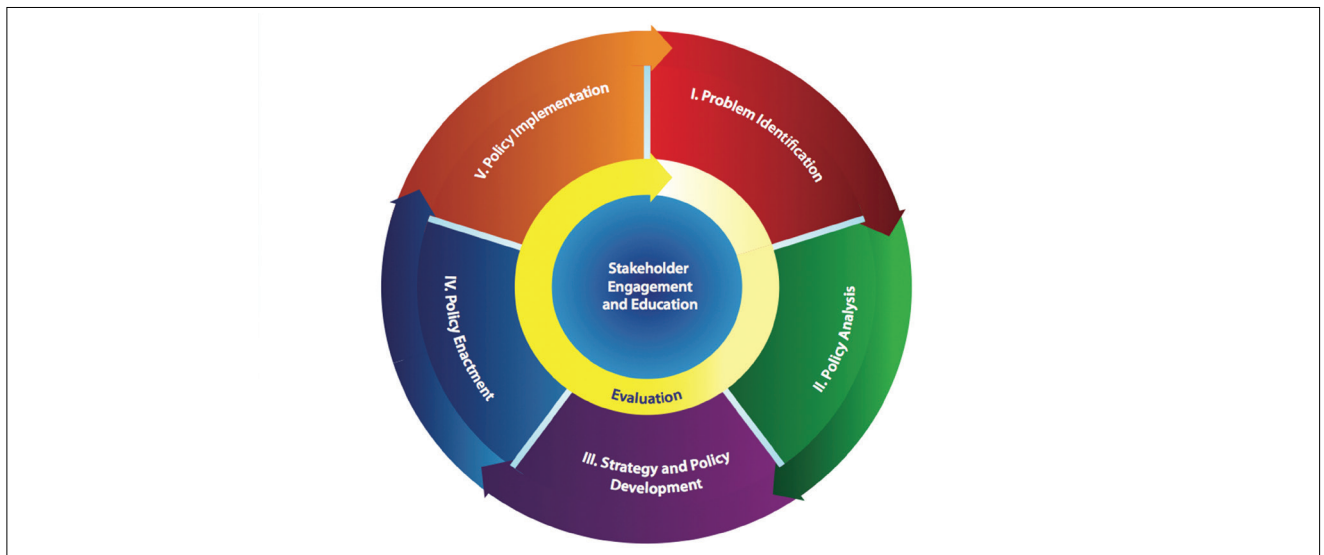 I. Problem Identification
II. Policy Analysis
III. Strategy and Policy
Development
IV. Policy Enactment
V. Policy Implementation
Evaluation
Stakeholder
Engagement
and Education